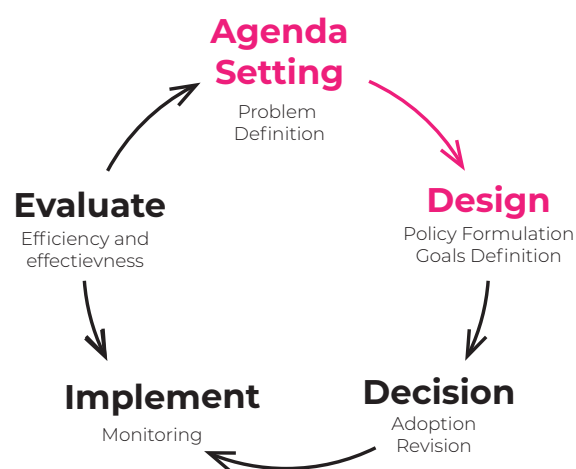 Agenda
Setting
Problem
Definition
Design
Policy Formulation
Goals Definition
Decision
Adoption
Revision
Implement
Monitoring
Evaluate
Efficiency and
effectievness